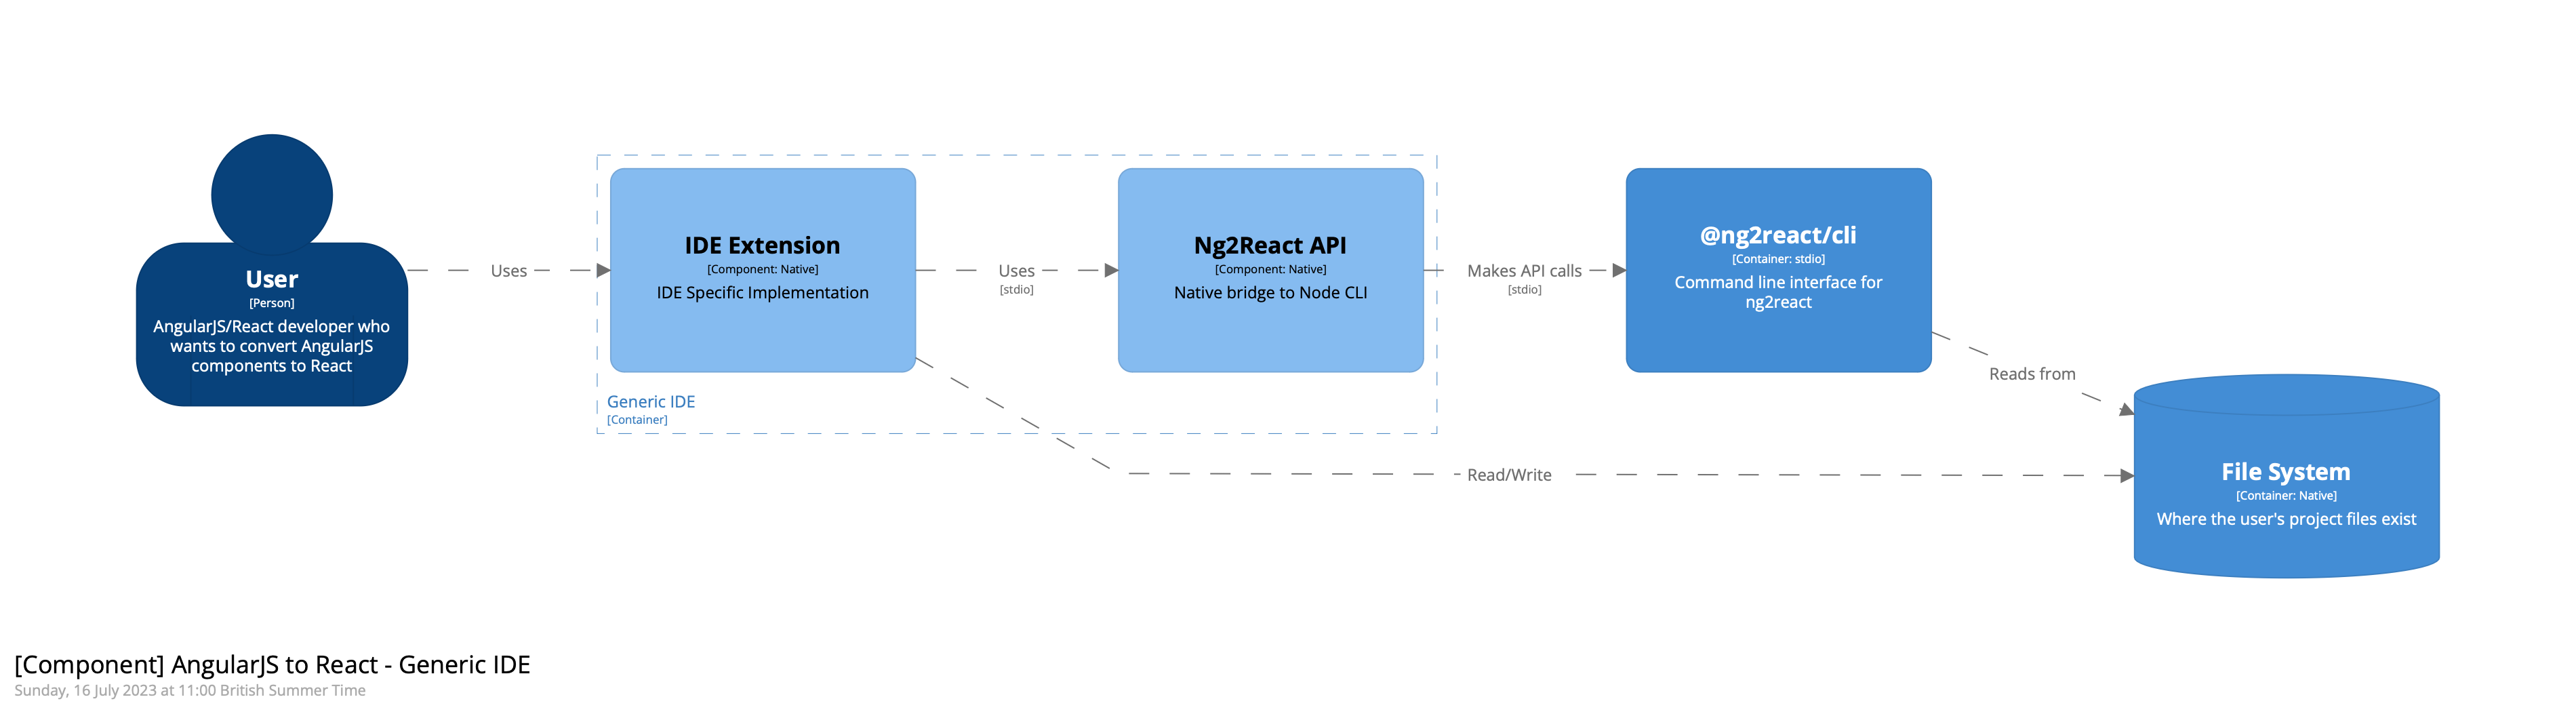 User
[Person]
AngularJS/React developer who
wants to convert AngularJS
components to React
Uses
IDE Extension
[Component: Native]
IDE Specific Implementation
Uses
[stdio]
Ng2React API
[Component: Native]
Native bridge to Node CLI
Generic IDE
[Container]
Makes API calls
[stdio]
@ng2react/cli
[Container: stdio]
Command line interface for
ng2react
Reads from
Read/Write
File System
[Container: Native]
Where the user's project files exist
[Component] AngularJS to React - Generic IDE
Sunday, 16 July 2023 at 11:00 British Summer Time